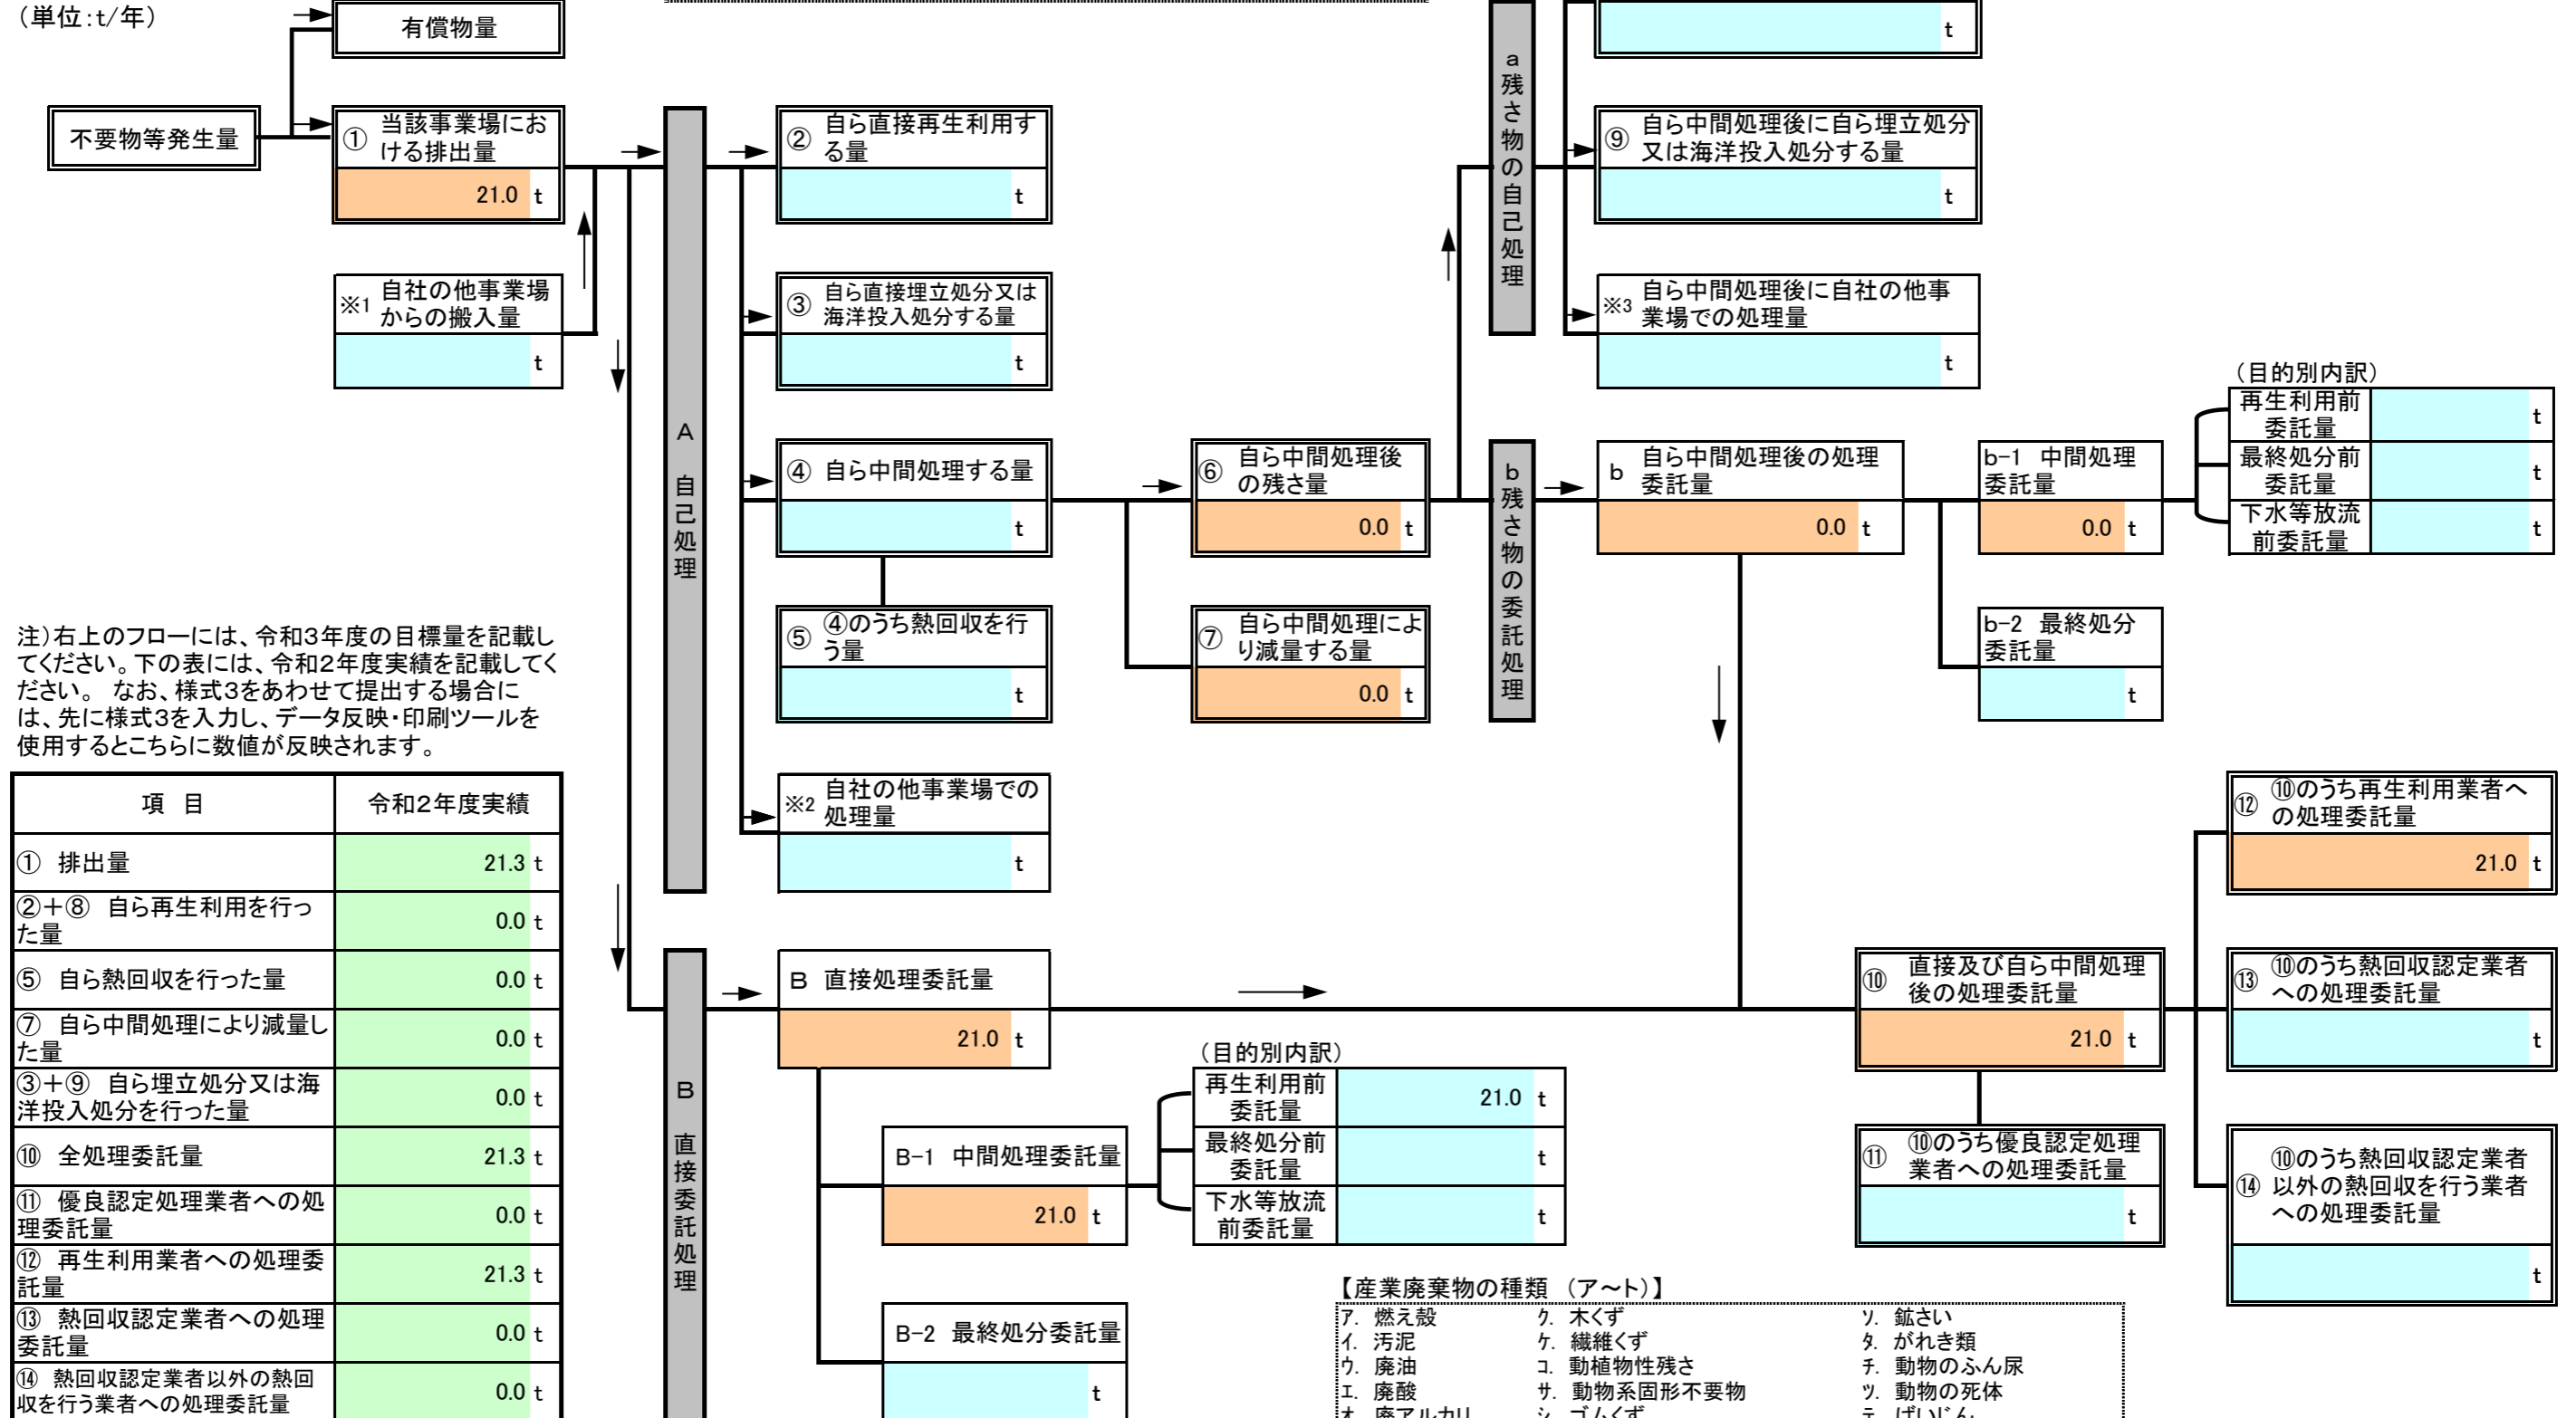 （単位：t/年）
有償物量
t
不要物等発生量
① 当該事業場にお
ける排出量
21.0 t
※1 自社の他事業場
からの搬入量
t
A 自己処理
② 自ら直接再生利用す
る量
t
③ 自ら直接埋立処分又は
海洋投入処分する量
t
④ 自ら中間処理する量
t
⑤ ④のうち熱回収を行
う量
t
※2 自社の他事業場での
処理量
t
⑥ 自ら中間処理後
の残さ量
0.0 t
⑦ 自ら中間処理によ
り減量する量
0.0 t
a 残さ物の自己処理
⑨ 自ら中間処理後に自ら埋立処分
又は海洋投入処分する量
t
※3 自ら中間処理後に自社の他事
業場での処理量
t
b 残さ物の委託処理
b 自ら中間処理後の処理
委託量
0.0 t
b-1 中間処理
委託量
0.0 t
（目的別内訳）
再生利用前
委託量
t
最終処分前
委託量
t
下水等放流
前委託量
t
b-2 最終処分
委託量
t
注）右上のフローには、令和３年度の目標量を記載し
てください。下の表には、令和２年度実績を記載してく
ださい。 なお、様式３をあわせて提出する場合に
は、先に様式３を入力し、データ反映・印刷ツールを
使用するとこちらに数値が反映されます。
項 目 令和２年度実績
① 排出量 21.3 t
②＋⑧ 自ら再生利用を行っ
た量 0.0 t
⑤ 自ら熱回収を行った量 0.0 t
⑦ 自ら中間処理により減量し
た量 0.0 t
③＋⑨ 自ら埋立処分又は海
洋投入処分を行った量 0.0 t
⑩ 全処理委託量 21.3 t
⑪ 優良認定処理業者への処
理委託量 0.0 t
⑫ 再生利用業者への処理委
託量 21.3 t
⑬ 熱回収認定業者への処理
委託量 0.0 t
⑭ 熱回収認定業者以外の熱回
収を行う業者への処理委託量 0.0 t
B 直接委託処理
B 直接処理委託量
21.0 t
B-1 中間処理委託量
21.0 t
（目的別内訳）
再生利用前
委託量
21.0 t
最終処分前
委託量
t
下水等放流
前委託量
t
B-2 最終処分委託量
t
⑩ 直接及び自ら中間処理
後の処理委託量
21.0 t
⑪ ⑩のうち優良認定処理
業者への処理委託量
t
⑫ ⑩のうち再生利用業者へ
の処理委託量
21.0 t
⑬ ⑩のうち熱回収認定業者
への処理委託量
t
⑭ ⑩のうち熱回収認定業者
以外の熱回収を行う業者
への処理委託量
t
【産業廃棄物の種類 （ア～ト）】
ｱ. 燃え殻 ｸ. 木くず ｿ. 鉱さい
ｲ. 汚泥 ｹ. 繊維くず ﾀ. がれき類
ｳ. 廃油 ｺ. 動植物性残さ ﾁ. 動物のふん尿
ｴ. 廃酸 ｻ. 動物系固形不要物 ﾂ. 動物の死体
ｵ. 廃アルカリ ｼ. ゴムくず ﾃ. ばいじん